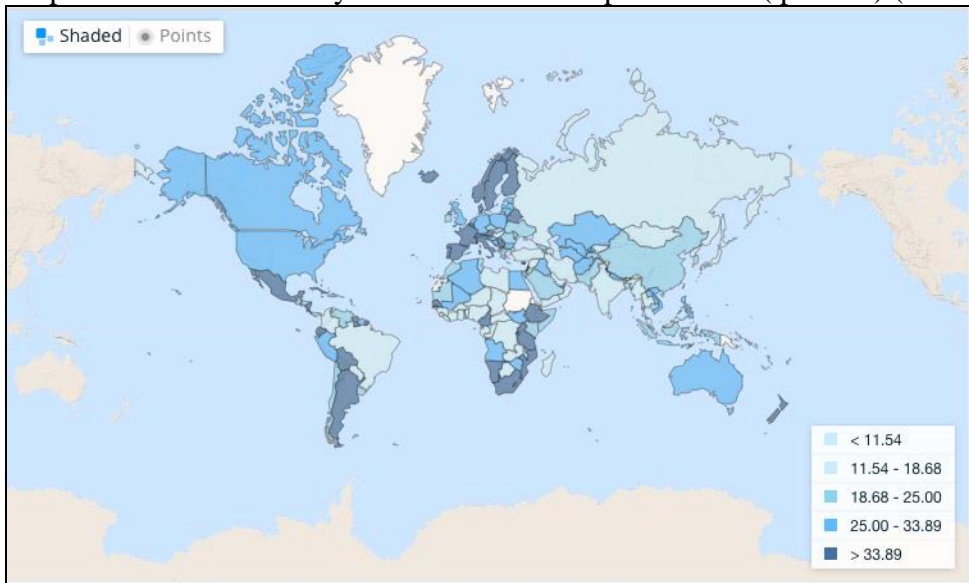 Shaded Points
< 11.54
11.54 - 18.68
18.68 - 25.00
25.00 - 33.89
> 33.89